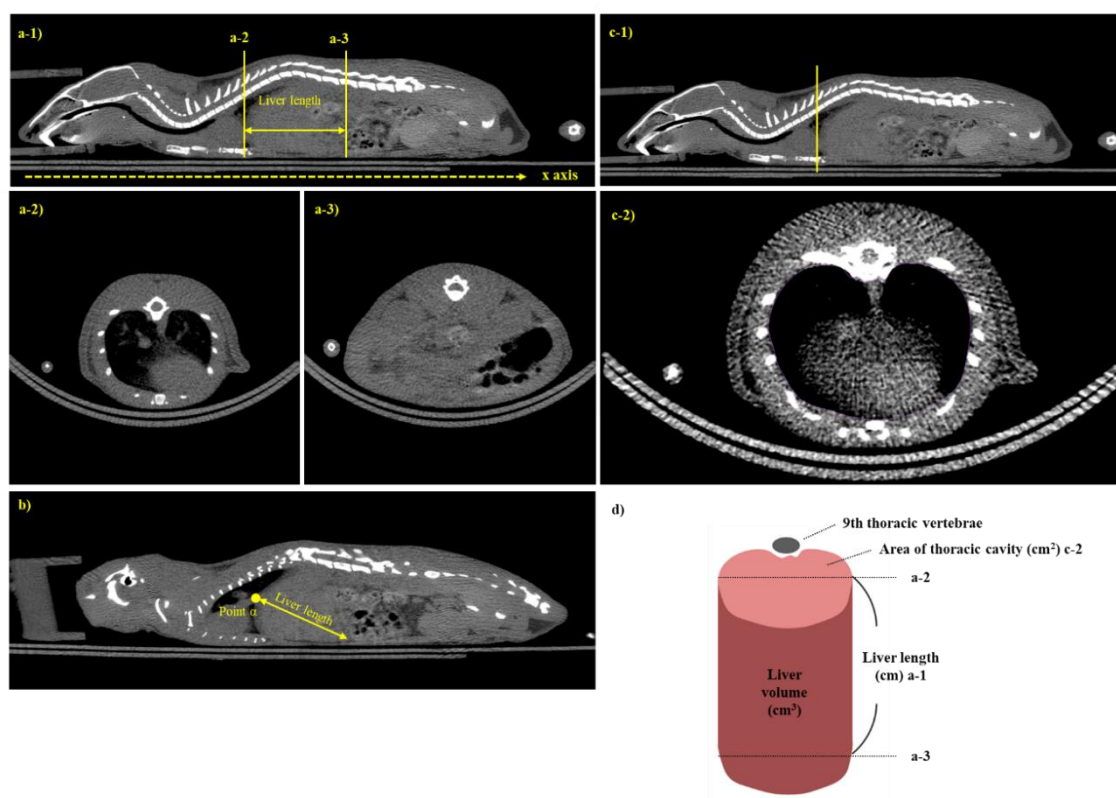 a-1)
a-2
a-3
Liver length
x axis
c-1)
a-2)
a-3)
c-2)
b)
Point α
Liver length
d)
9th thoracic vertebrae
Area of thoracic cavity (cm²) c-2
a-2
Liver length
(cm) a-1
Liver
volume
(cm³)
a-3